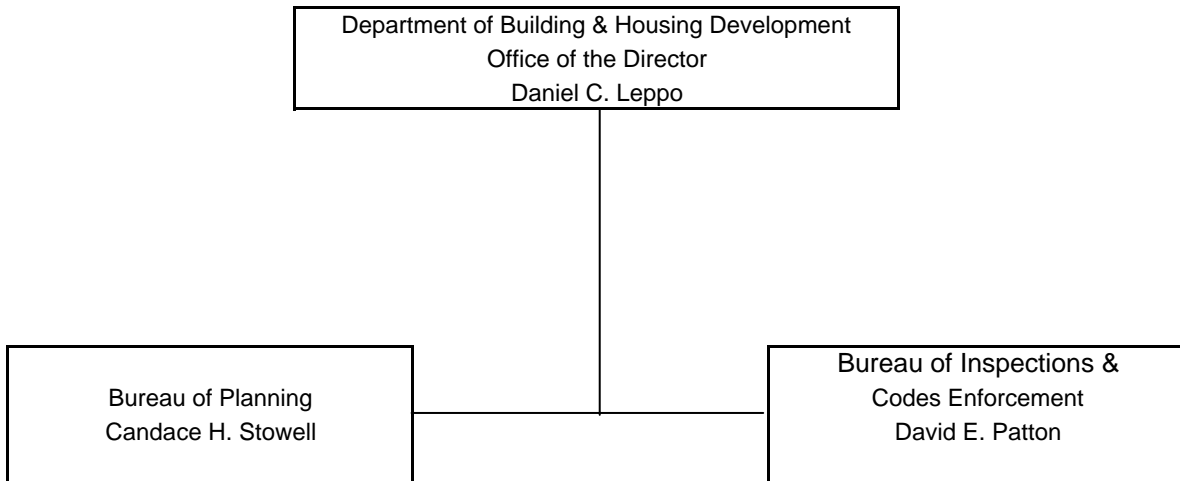 Department of Building & Housing Development
Office of the Director
Daniel C. Leppo
Bureau of Planning
Candace H. Stowell
Bureau of Inspections &
Codes Enforcement
David E. Patton